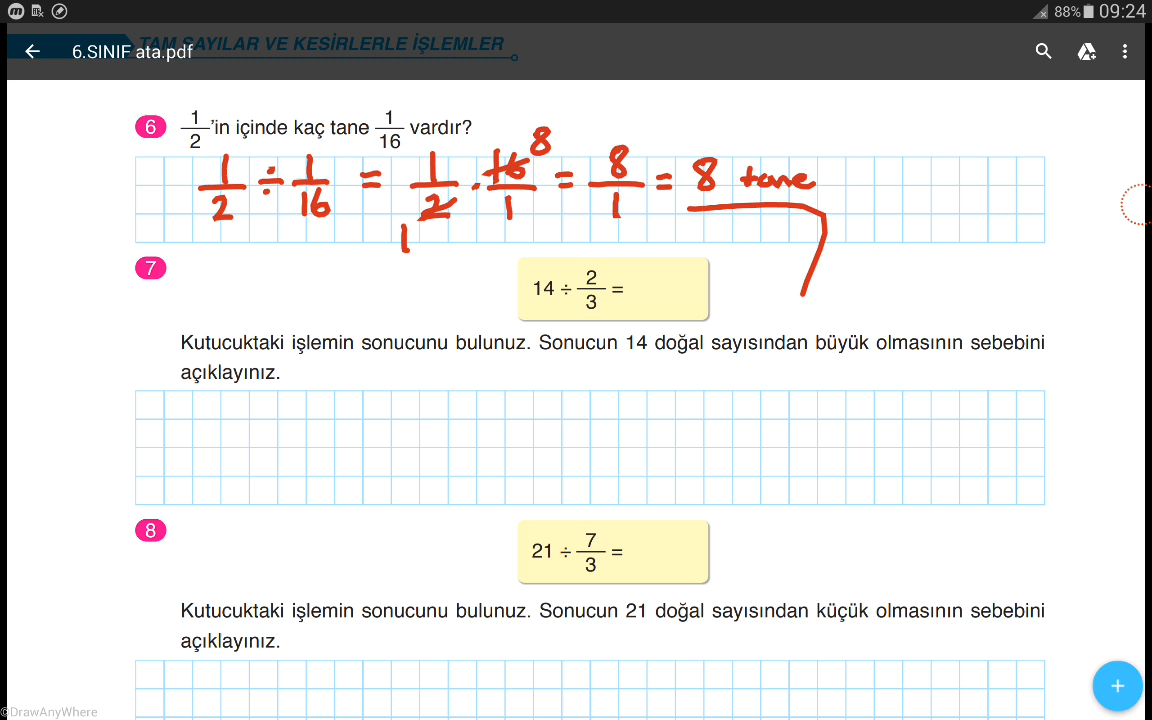 88% 09:24
TAM SAYILAR VE KESİRLERLE İŞLEMLER
6.SINIF ata.pdf
6 1/2'in içinde kaç tane 1/16 vardır?
1/2 ÷ 1/16 = 1/2 . 16/1 = 8/1 = 8 tane
8
1
7
14 ÷ 2/3 =
Kutucuktaki işlemin sonucunu bulunuz. Sonucun 14 doğal sayısından büyük olmasının sebebini
açıklayınız.
8
21 ÷ 7/3 =
Kutucuktaki işlemin sonucunu bulunuz. Sonucun 21 doğal sayısından küçük olmasının sebebini
açıklayınız.
©DrawAnyWhere